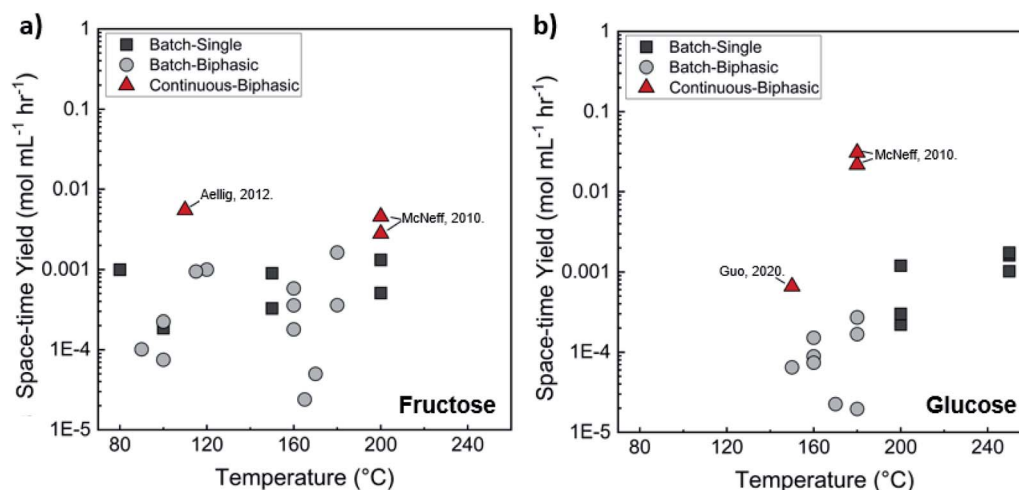 a)
Space-time Yield (mol mL⁻¹ hr⁻¹)
1
0.1
0.01
0.001
1E-4
1E-5
Batch-Single
Batch-Biphasic
Continuous-Biphasic
Aellig, 2012.
McNeff, 2010.
Fructose
80 120 160 200 240
Temperature (°C)
b)
Space-time Yield (mol mL⁻¹ hr⁻¹)
1
0.1
0.01
0.001
1E-4
1E-5
Batch-Single
Batch-Biphasic
Continuous-Biphasic
McNeff, 2010.
Guo, 2020.
Glucose
80 120 160 200 240
Temperature (°C)